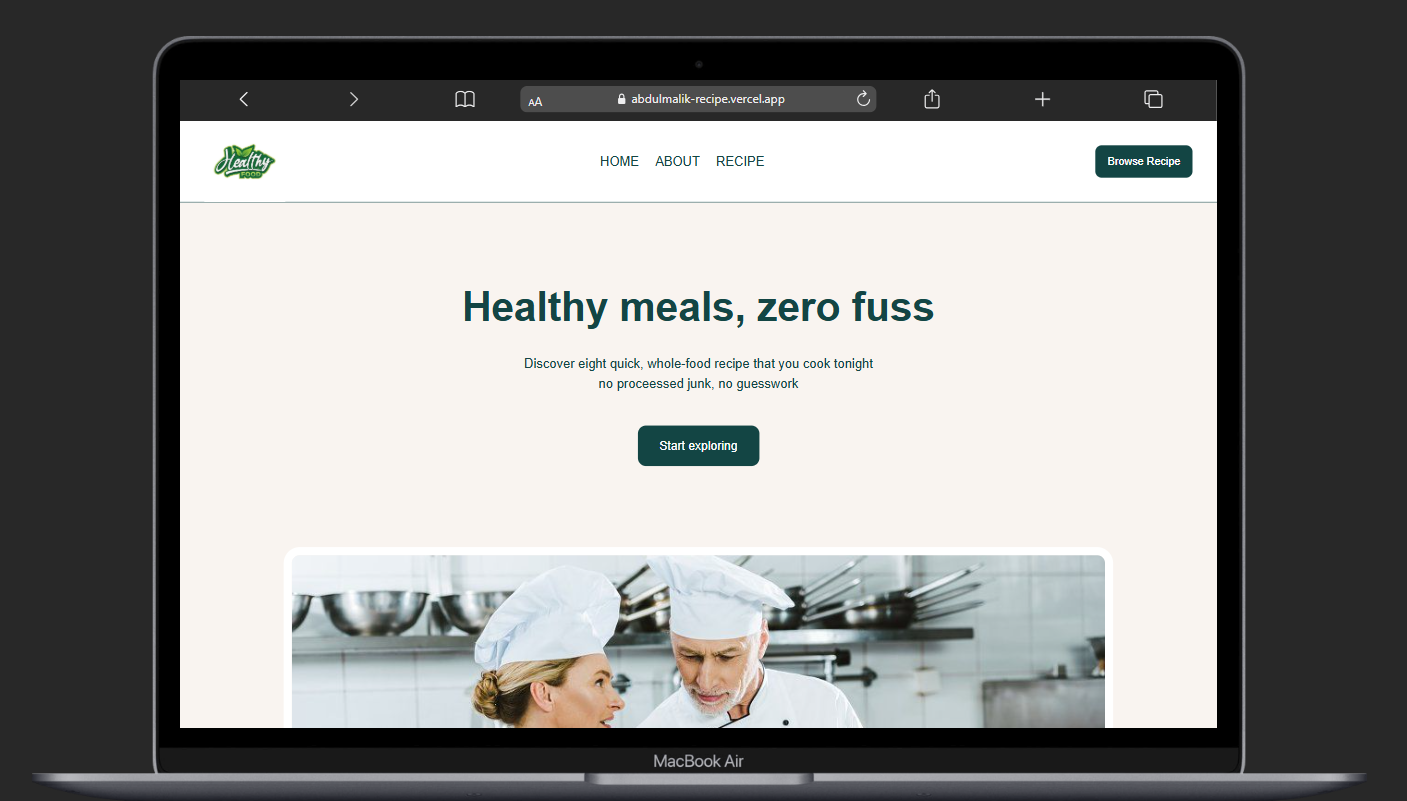 AA abdulmalik-recipe.vercel.app
Healthy
FOOD
HOME ABOUT RECIPE
Browse Recipe
Healthy meals, zero fuss
Discover eight quick, whole-food recipe that you cook tonight
no proceessed junk, no guesswork
Start exploring
MacBook Air